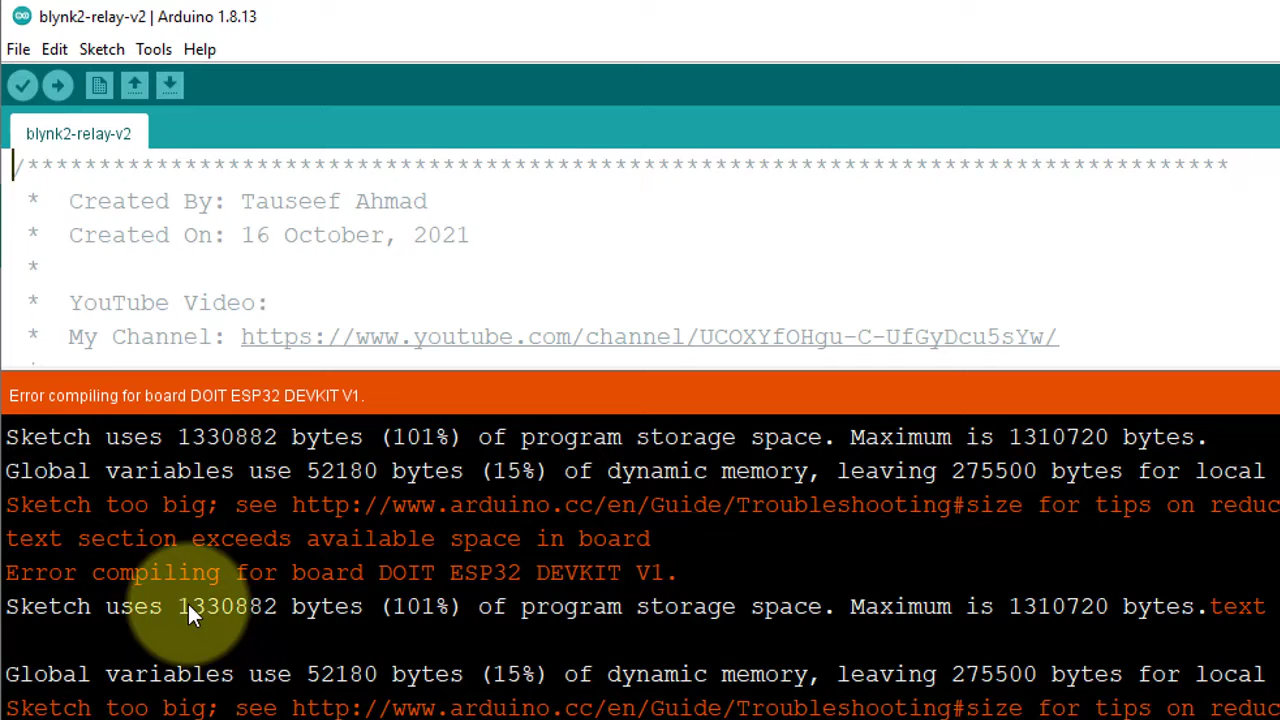 blynk2-relay-v2 | Arduino 1.8.13
File Edit Sketch Tools Help
blynk2-relay-v2
/************************************************************************************
* Created By: Tauseef Ahmad
* Created On: 16 October, 2021
*
* YouTube Video:
* My Channel: https://www.youtube.com/channel/UCOXYfOHgu-C-UfGyDcu5sYw/
Error compiling for board DOIT ESP32 DEVKIT V1.
Sketch uses 1330882 bytes (101%) of program storage space. Maximum is 1310720 bytes.
Global variables use 52180 bytes (15%) of dynamic memory, leaving 275500 bytes for local
Sketch too big; see http://www.arduino.cc/en/Guide/Troubleshooting#size for tips on reduc
text section exceeds available space in board
Error compiling for board DOIT ESP32 DEVKIT V1.
Sketch uses 1330882 bytes (101%) of program storage space. Maximum is 1310720 bytes.text
Global variables use 52180 bytes (15%) of dynamic memory, leaving 275500 bytes for local
Sketch too big; see http://www.arduino.cc/en/Guide/Troubleshooting#size for tips on reduc